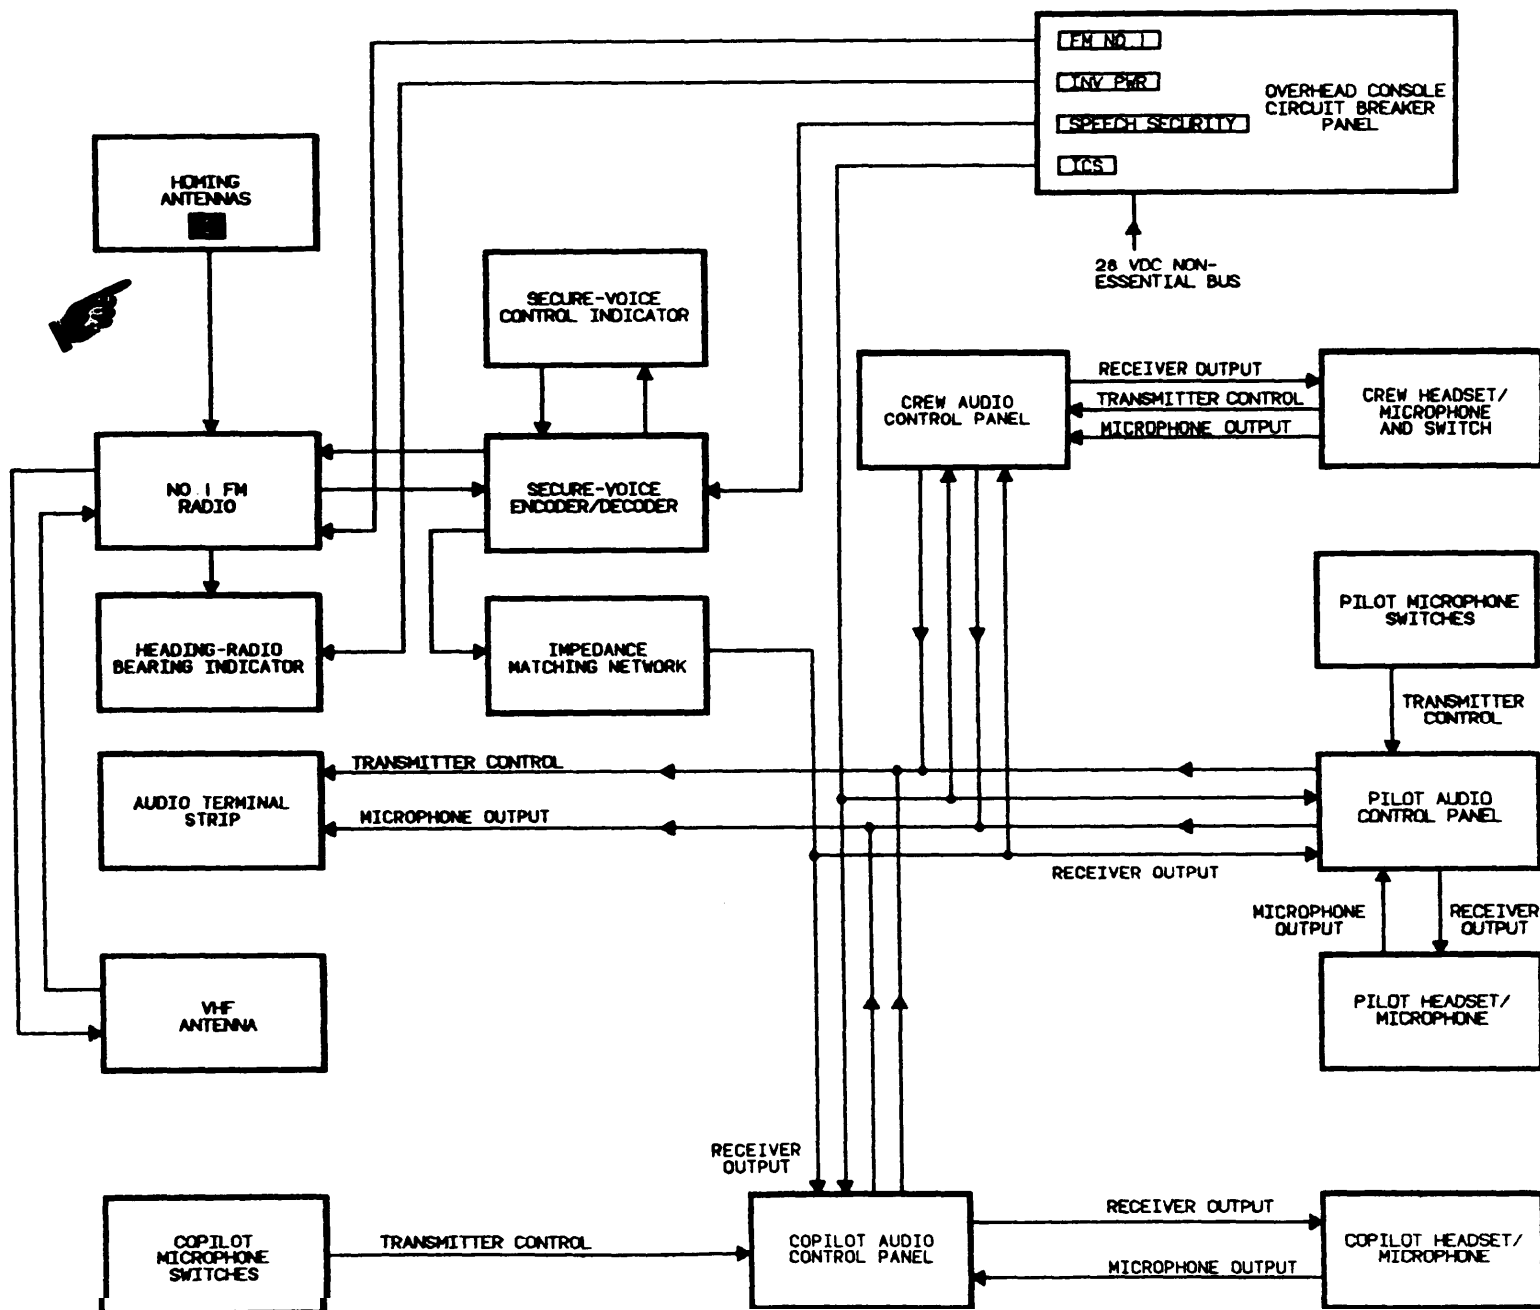 FM NO.1
INV PWR
SPEECH SECURITY
ICS
OVERHEAD CONSOLE
CIRCUIT BREAKER
PANEL
28 VDC NON-
ESSENTIAL BUS
HOMING
ANTENNAS
SECURE-VOICE
CONTROL INDICATOR
CREW AUDIO
CONTROL PANEL
RECEIVER OUTPUT
TRANSMITTER CONTROL
MICROPHONE OUTPUT
CREW HEADSET/
MICROPHONE
AND SWITCH
NO.1 FM
RADIO
SECURE-VOICE
ENCODER/DECODER
PILOT MICROPHONE
SWITCHES
HEADING-RADIO
BEARING INDICATOR
IMPEDANCE
MATCHING NETWORK
TRANSMITTER
CONTROL
AUDIO TERMINAL
STRIP
TRANSMITTER CONTROL
MICROPHONE OUTPUT
PILOT AUDIO
CONTROL PANEL
RECEIVER OUTPUT
MICROPHONE
OUTPUT
RECEIVER
OUTPUT
VHF
ANTENNA
PILOT HEADSET/
MICROPHONE
RECEIVER
OUTPUT
COPILOT
MICROPHONE
SWITCHES
TRANSMITTER CONTROL
COPILOT AUDIO
CONTROL PANEL
RECEIVER OUTPUT
MICROPHONE OUTPUT
COPILOT HEADSET/
MICROPHONE